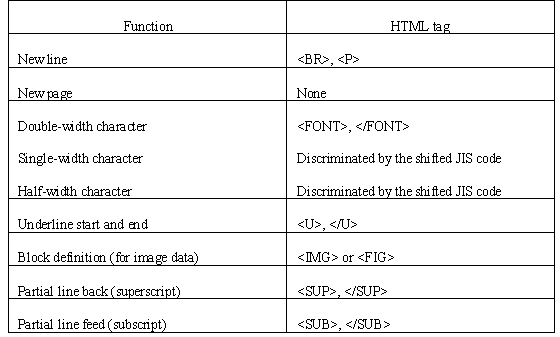 Function HTML tag
New line <BR>, <P>
New page None
Double-width character <FONT>, </FONT>
Single-width character Discriminated by the shifted JIS code
Half-width character Discriminated by the shifted JIS code
Underline start and end <U>, </U>
Block definition (for image data) <IMG> or <FIG>
Partial line back (superscript) <SUP>, </SUP>
Partial line feed (subscript) <SUB>, </SUB>